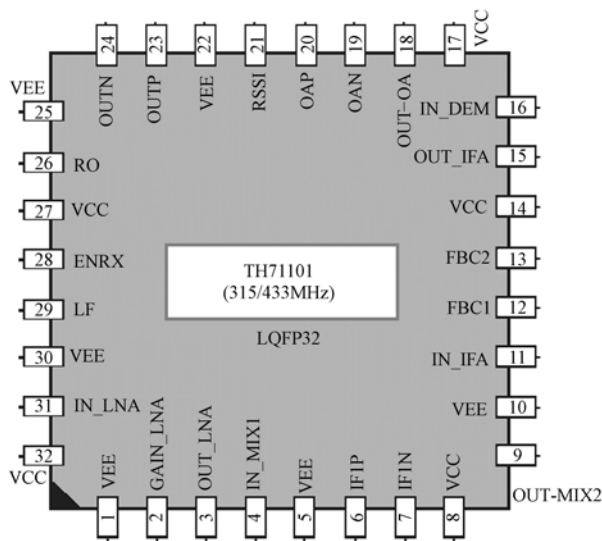 24 23 22 21 20 19 18 17 VCC
OUTN OUTP VEE RSSI OAP OAN OUT-OA
VEE
25
26 RO
27 VCC
28 ENRX
29 LF
30 VEE
31 IN_LNA
32
VCC
IN_DEM 16
OUT_IFA 15
VCC 14
FBC2 13
FBC1 12
IN_IFA 11
VEE 10
9
OUT-MIX2
TH71101
(315/433MHz)
LQFP32
VEE GAIN_LNA OUT_LNA IN_MIX1 VEE IF1P IF1N VCC
1 2 3 4 5 6 7 8